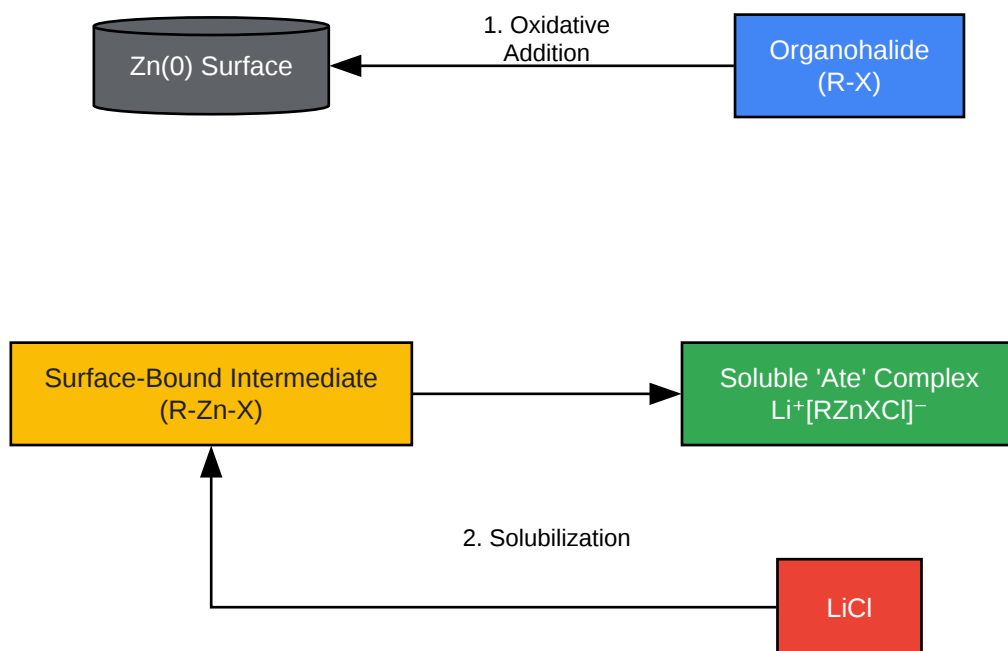 1. Oxidative
Addition
Zn(0) Surface
Organohalide
(R-X)
Surface-Bound Intermediate
(R-Zn-X)
Soluble 'Ate' Complex
Li⁺[RZnXCl]⁻
2. Solubilization
LiCl